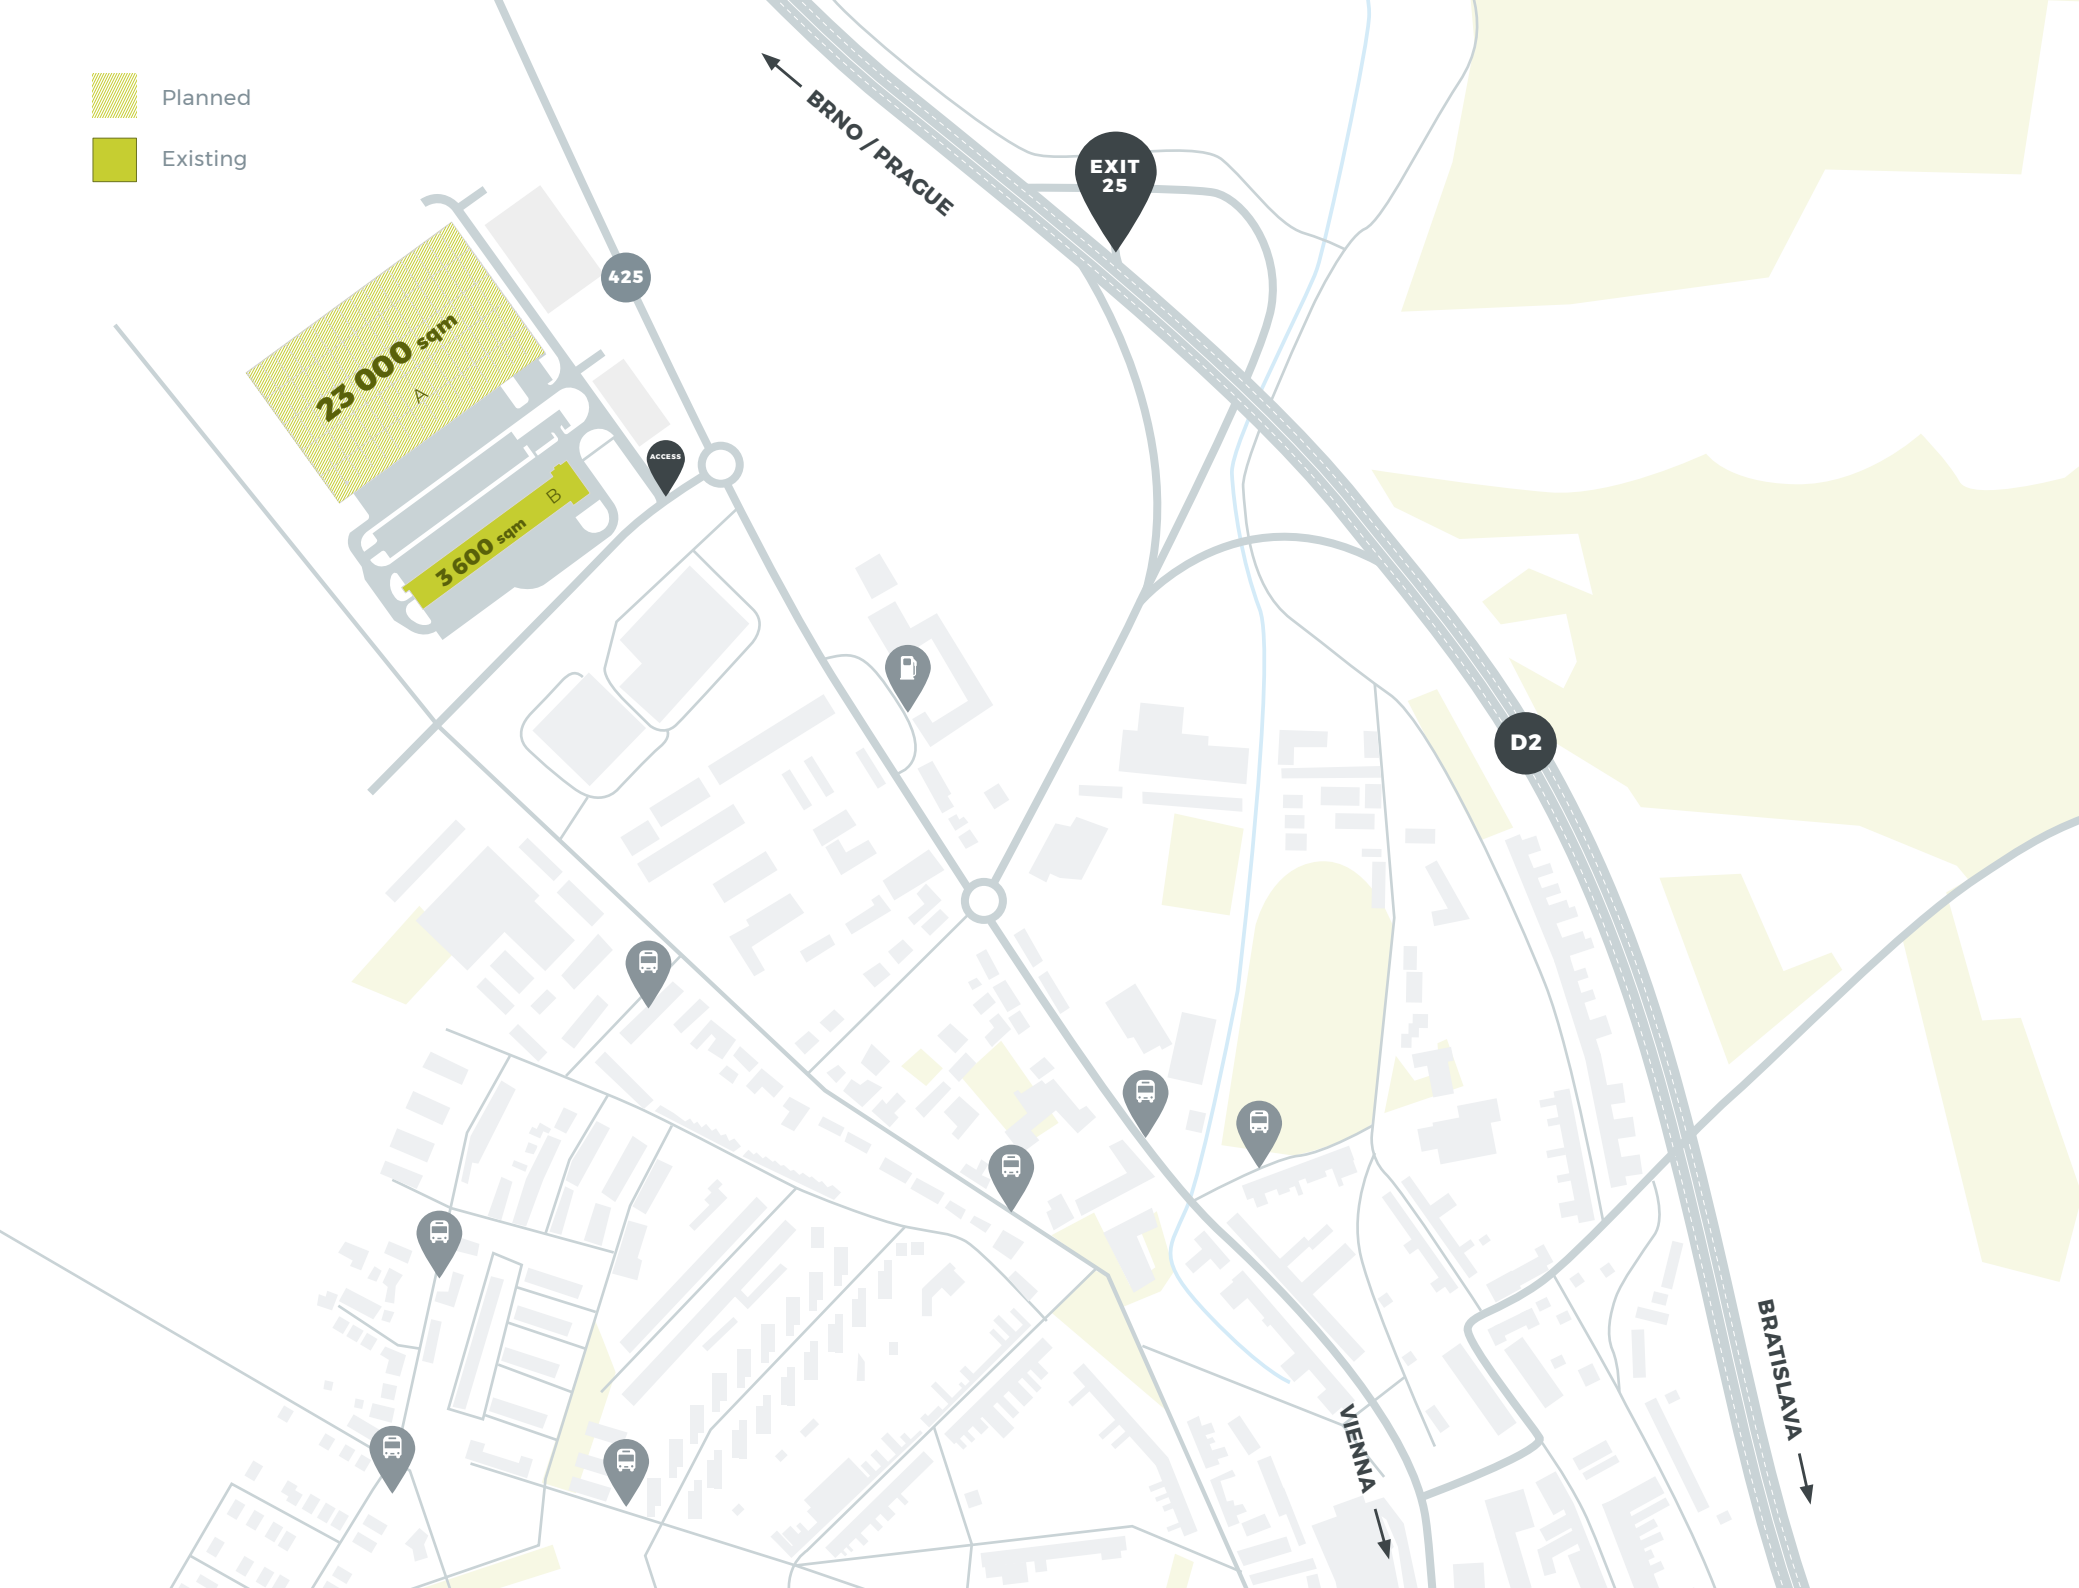 Planned
Existing
BRNO / PRAGUE
EXIT
25
425
23 000 sqm
A
ACCESS
B
3 600 sqm
D2
BRATISLAVA
VIENNA